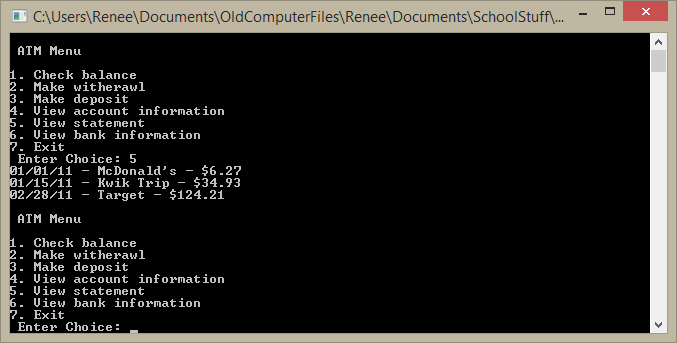 C:\Users\Renee\Documents\OldComputerFiles\Renee\Documents\SchoolStuff\...
ATM Menu
1. Check balance
2. Make witherawl
3. Make deposit
4. View account information
5. View statement
6. View bank information
7. Exit
Enter Choice: 5
01/01/11 - McDonald's - $6.27
01/15/11 - Kwik Trip - $34.93
02/28/11 - Target - $124.21
ATM Menu
1. Check balance
2. Make witherawl
3. Make deposit
4. View account information
5. View statement
6. View bank information
7. Exit
Enter Choice: _